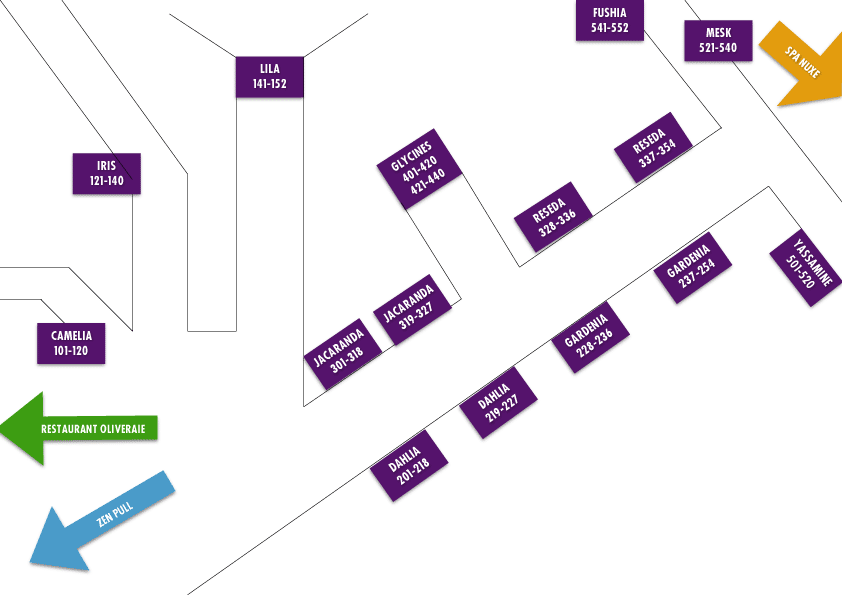 FUSHIA
541-552
MESK
521-540
SPA NUXE
LILA
141-152
IRIS
121-140
GLYCINES
401-420
421-440
RESEDA
337-354
RESEDA
328-336
YASSAMINE
501-520
GARDENIA
237-254
JACARANDA
319-327
JACARANDA
301-318
GARDENIA
228-236
CAMELIA
101-120
DAHLIA
219-227
RESTAURANT OLIVERAIE
DAHLIA
201-218
ZEN PULL